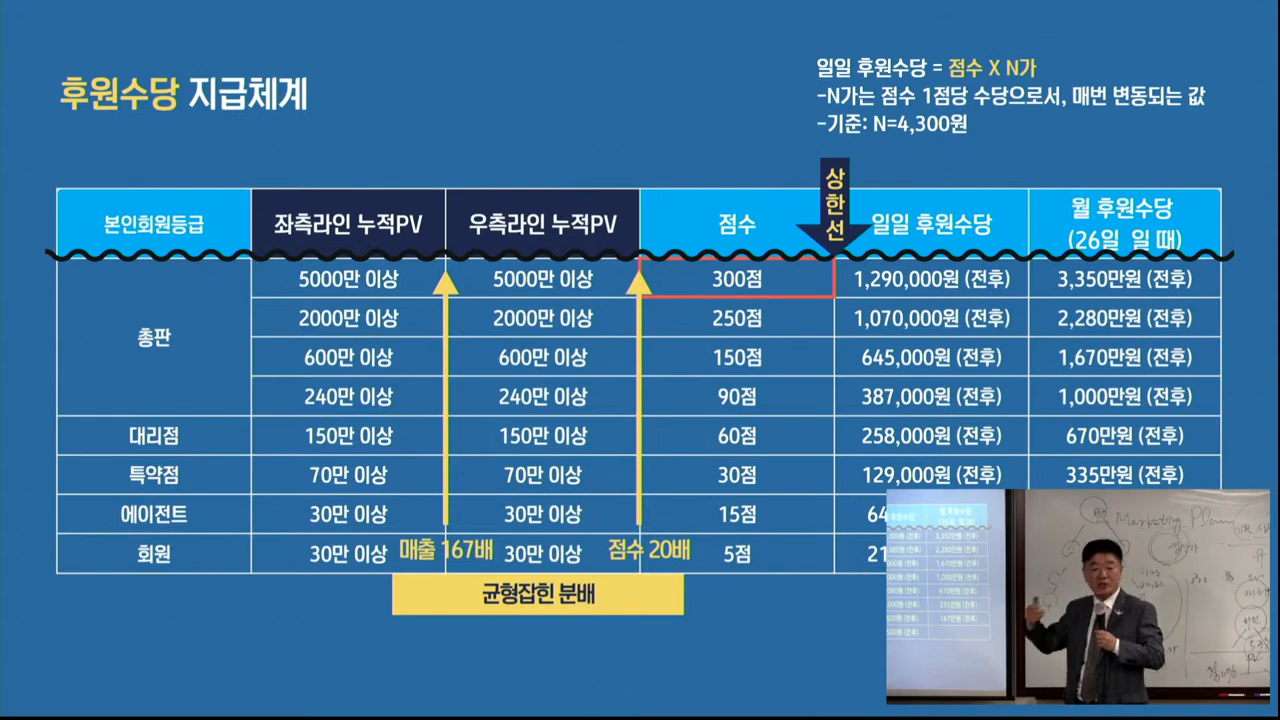 후원수당 지급체계
일일 후원수당 = 점수 X N가
-N가는 점수 1점당 수당으로서, 매번 변동되는 값
-기준: N=4,300원
상한선
본인회원등급 좌측라인 누적PV 우측라인 누적PV 점수 일일 후원수당 월 후원수당
(26일 일 때)
총판
5000만 이상 5000만 이상 300점 1,290,000원 (전후) 3,350만원 (전후)
2000만 이상 2000만 이상 250점 1,070,000원 (전후) 2,280만원 (전후)
600만 이상 600만 이상 150점 645,000원 (전후) 1,670만원 (전후)
240만 이상 240만 이상 90점 387,000원 (전후) 1,000만원 (전후)
대리점 150만 이상 150만 이상 60점 258,000원 (전후) 670만원 (전후)
특약점 70만 이상 70만 이상 30점 129,000원 (전후) 335만원 (전후)
에이전트 30만 이상 30만 이상 15점 64
회원 30만 이상 매출 167배 30만 이상 점수 20배 5점 21
균형잡힌 분배
Marketing